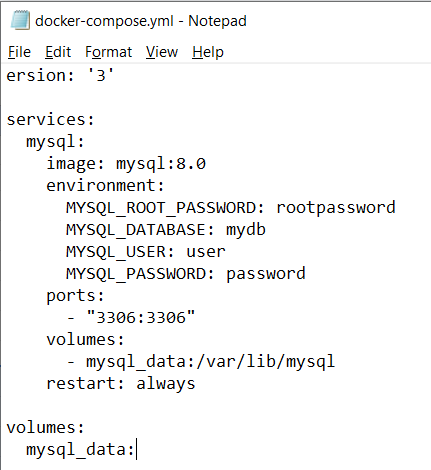 docker-compose.yml - Notepad
File Edit Format View Help
ersion: '3'

services:
  mysql:
    image: mysql:8.0
    environment:
      MYSQL_ROOT_PASSWORD: rootpassword
      MYSQL_DATABASE: mydb
      MYSQL_USER: user
      MYSQL_PASSWORD: password
    ports:
      - "3306:3306"
    volumes:
      - mysql_data:/var/lib/mysql
    restart: always

volumes:
  mysql_data: